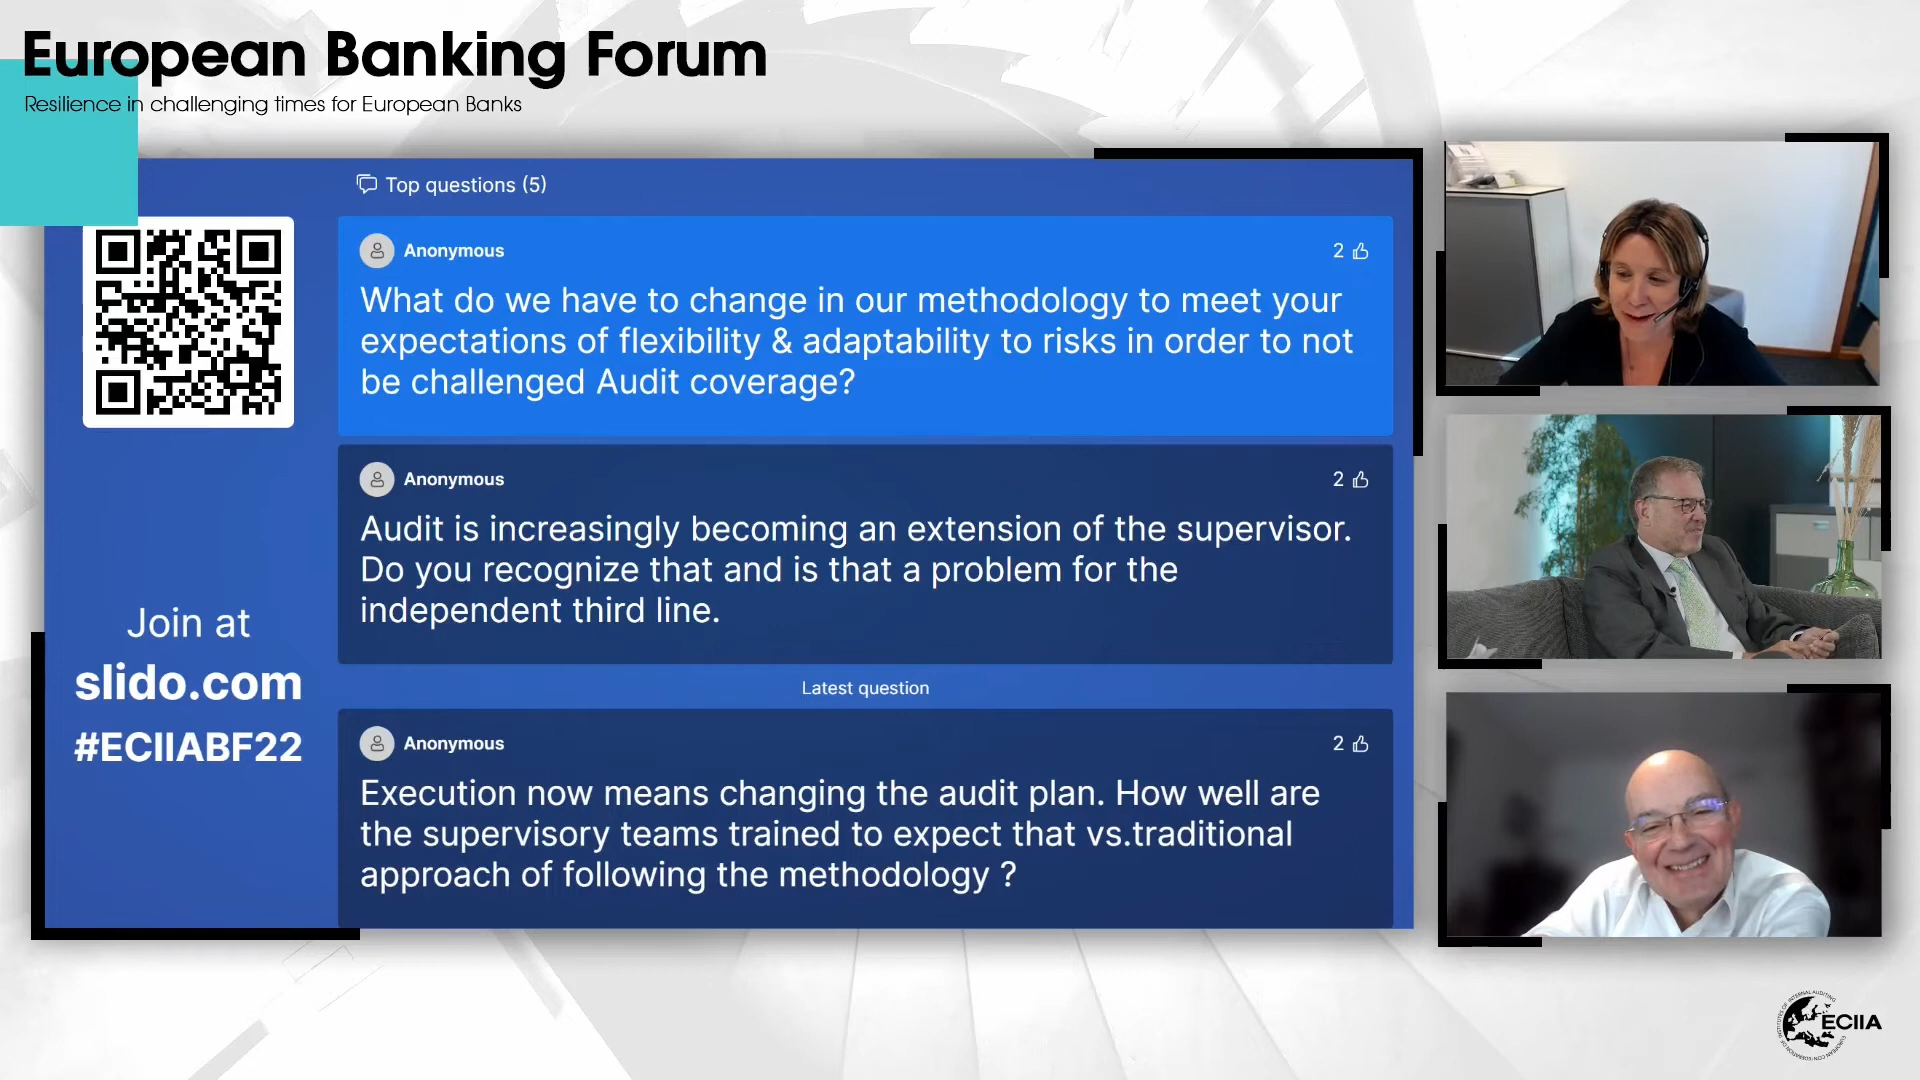 European Banking Forum
Resilience in challenging times for European Banks
Top questions (5)
Anonymous
2
What do we have to change in our methodology to meet your
expectations of flexibility & adaptability to risks in order to not
be challenged Audit coverage?
Anonymous
2
Audit is increasingly becoming an extension of the supervisor.
Do you recognize that and is that a problem for the
independent third line.
Latest question
Anonymous
2
Execution now means changing the audit plan. How well are
the supervisory teams trained to expect that vs.traditional
approach of following the methodology ?
Join at
slido.com
#ECIIABF22
ECIIA